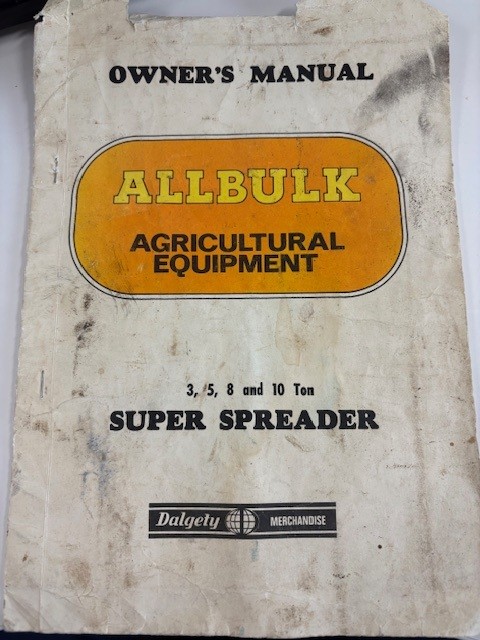 OWNER'S MANUAL
ALLBULK
AGRICULTURAL
EQUIPMENT
3, 5, 8 and 10 Ton
SUPER SPREADER
Dalgety MERCHANDISE